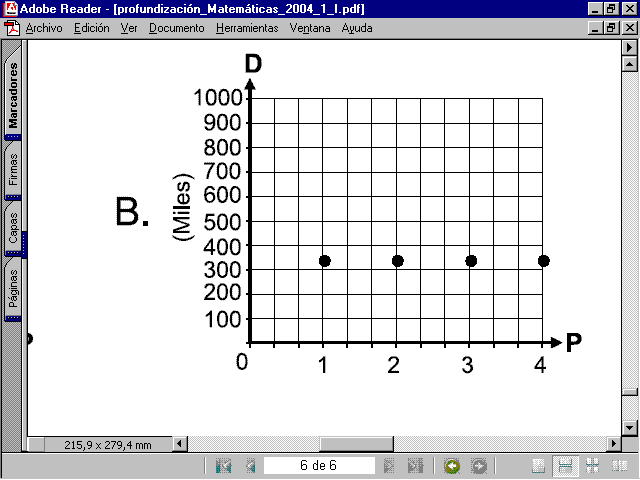 Adobe Reader - [profundización_Matemáticas_2004_1_I.pdf]
Archivo Edición Ver Documento Herramientas Ventana Ayuda
Marcadores
Firmas
Capas
Páginas
B.
D
(Miles)
1000
900
800
700
600
500
400
300
200
100
0
1 2 3 4
P
215,9 x 279,4 mm
6 de 6